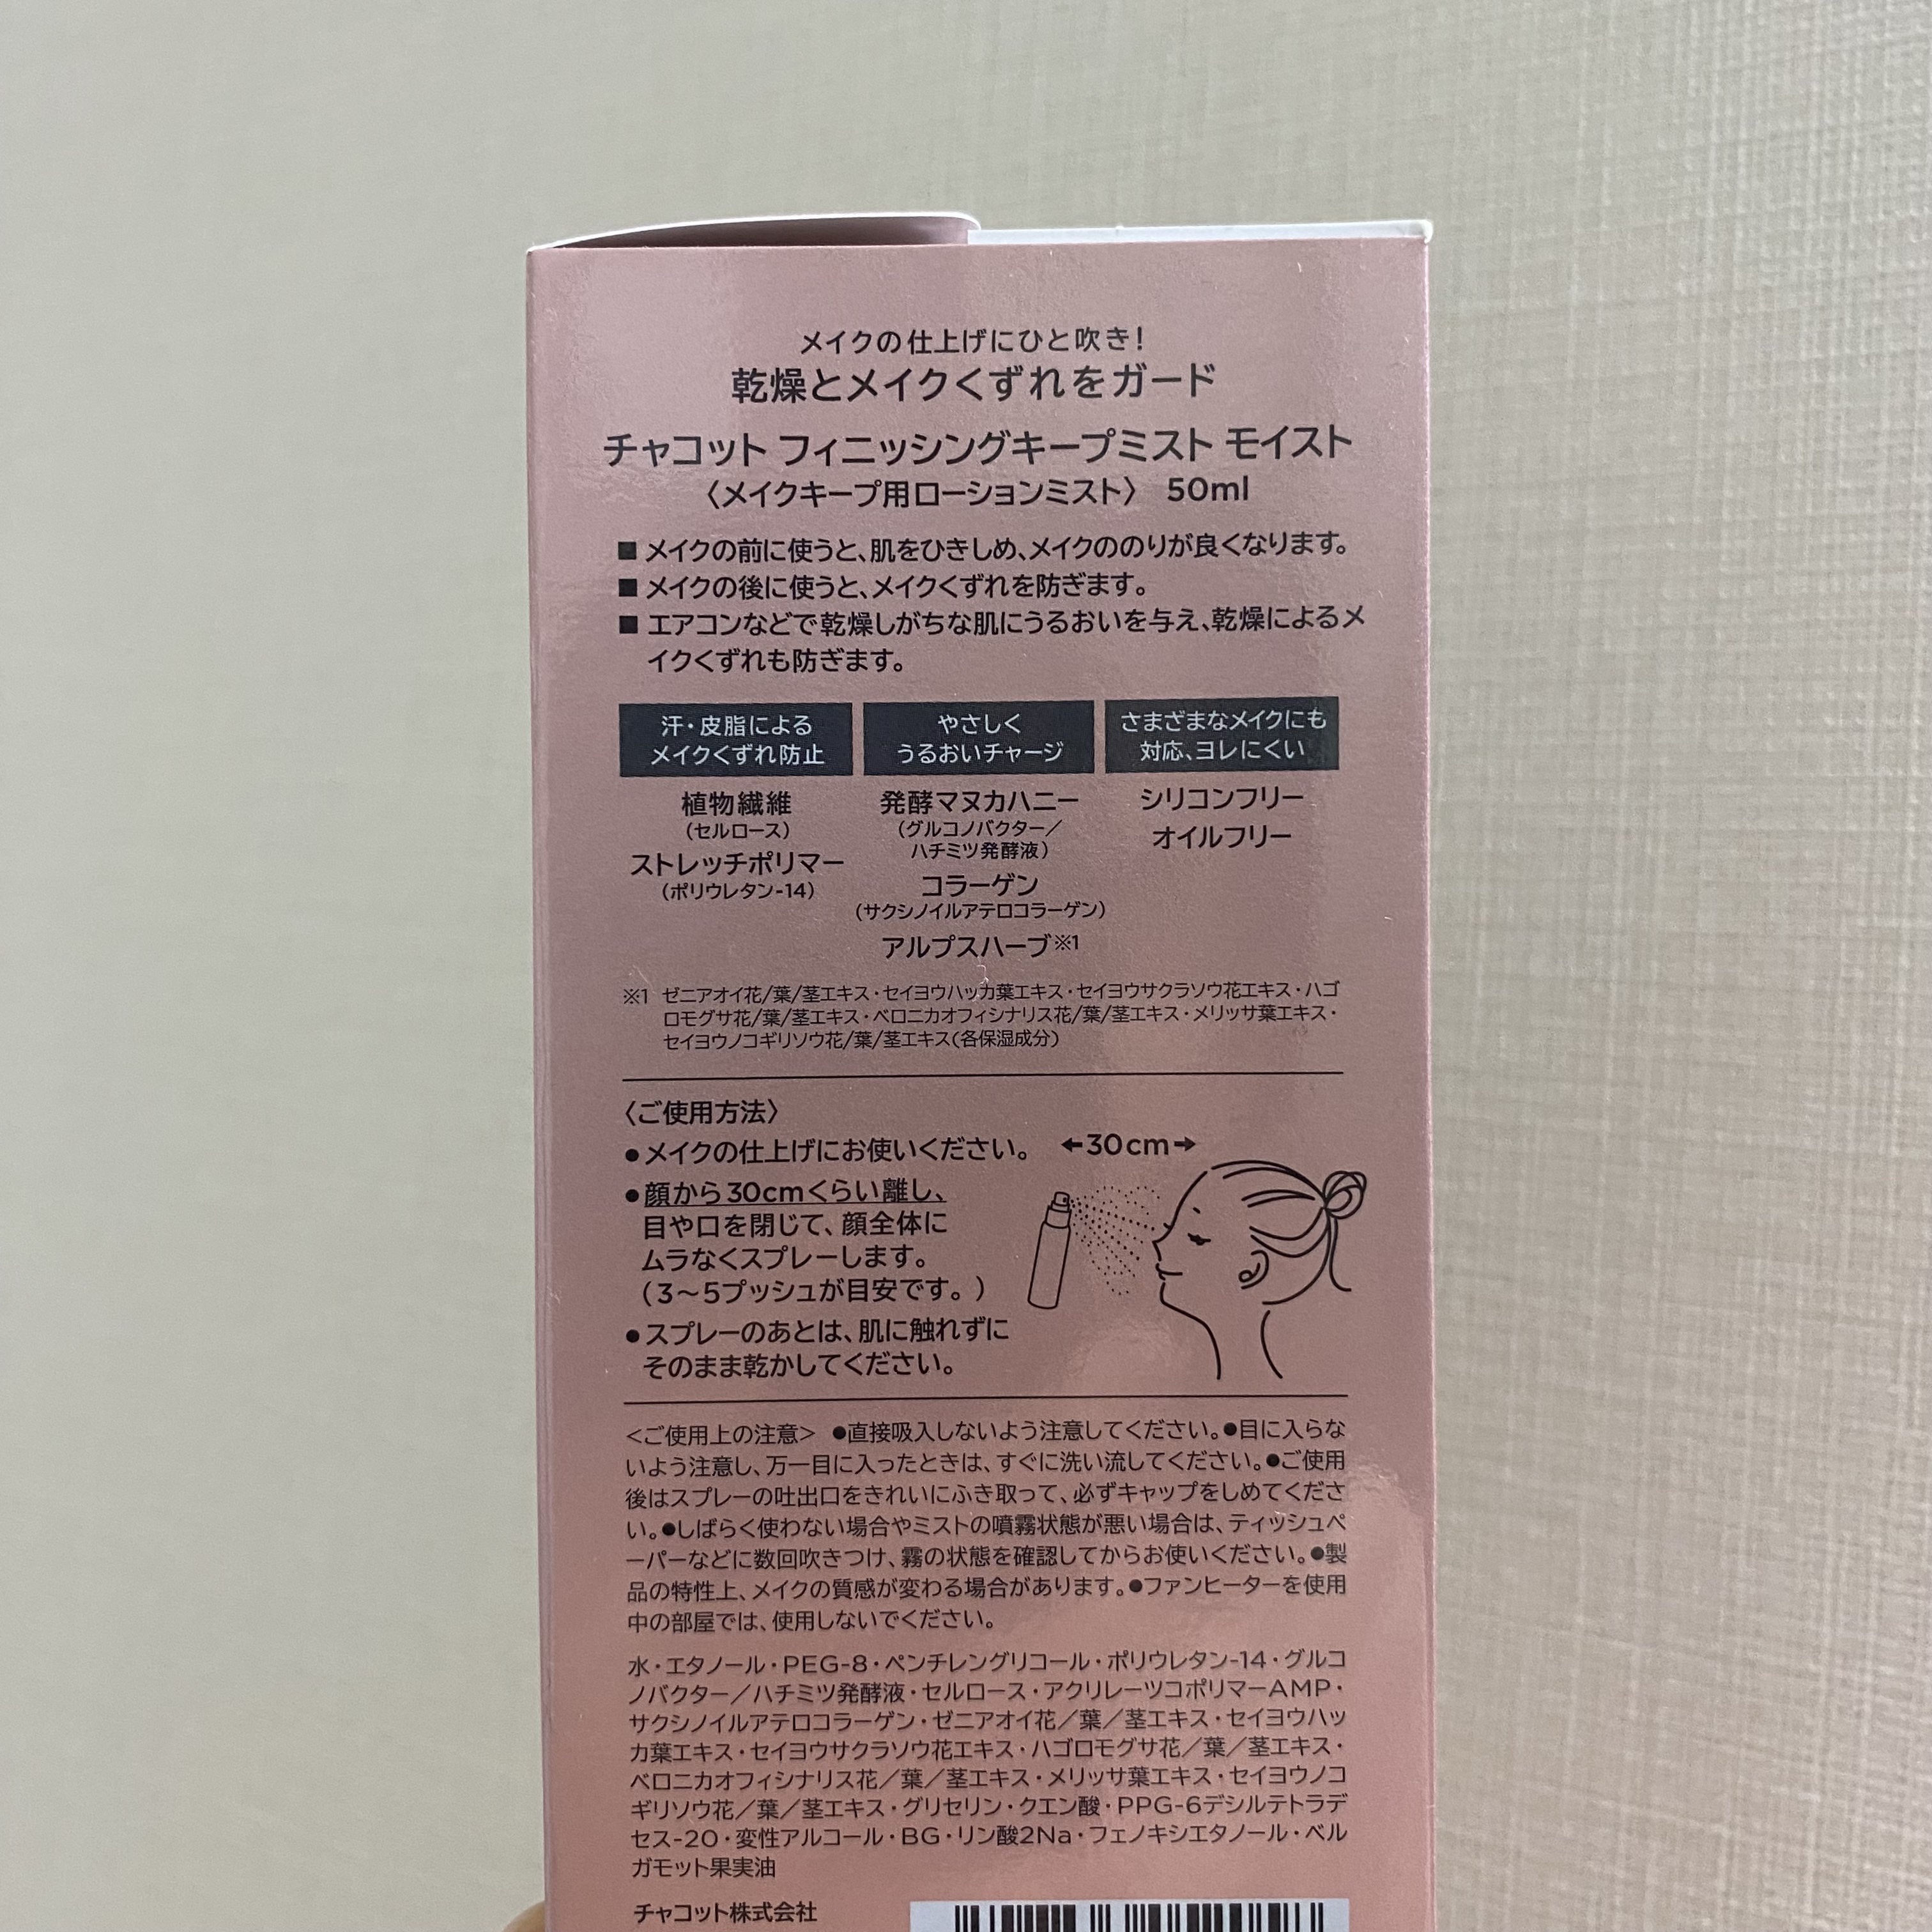 メイクの仕上げにひと吹き!
乾燥とメイクくずれをガード
チャコット フィニッシングキープミスト モイスト
〈メイクキープ用ローションミスト〉 50ml
■ メイクの前に使うと、肌をひきしめ、メイクののりが良くなります。
■ メイクの後に使うと、メイクくずれを防ぎます。
■ エアコンなどで乾燥しがちな肌にうるおいを与え、乾燥によるメ
イクくずれも防ぎます。
汗・皮脂による
メイクくずれ防止
植物繊維
(セルロース)
ストレッチポリマー
(ポリウレタン-14)
やさしく
うるおいチャージ
発酵マヌカハニー
(グルコノバクター/
ハチミツ発酵液)
コラーゲン
(サクシノイルアテロコラーゲン)
アルプスハーブ※1
さまざまなメイクにも
対応、ヨレにくい
シリコンフリー
オイルフリー
※1 ゼニアオイ花/葉/茎エキス・セイヨウハッカ葉エキス・セイヨウサクラソウ花エキス・ハゴ
ロモグサ花/葉/茎エキス・ベロニカオフィシナリス花/葉/茎エキス・メリッサ葉エキス・
セイヨウノコギリソウ花/葉/茎エキス(各保湿成分)
〈ご使用方法〉
●メイクの仕上げにお使いください。
●顔から30cmくらい離し、
目や口を閉じて、顔全体に
ムラなくスプレーします。
(3〜5プッシュが目安です。)
●スプレーのあとは、肌に触れずに
そのまま乾かしてください。
←30cm→
<ご使用上の注意> ●直接吸入しないよう注意してください。●目に入らな
いよう注意し、万一目に入ったときは、すぐに洗い流してください。●ご使用
後はスプレーの吐出口をきれいにふき取って、必ずキャップをしめてくださ
い。●しばらく使わない場合やミストの噴霧状態が悪い場合は、ティッシュペ
ーパーなどに数回吹きつけ、霧の状態を確認してからお使いください。●製
品の特性上、メイクの質感が変わる場合があります。●ファンヒーターを使用
中の部屋では、使用しないでください。
水・エタノール・PEG-8・ペンチレングリコール・ポリウレタン-14・グルコ
ノバクター/ハチミツ発酵液・セルロース・アクリレーツコポリマーAMP・
サクシノイルアテロコラーゲン・ゼニアオイ花/葉/茎エキス・セイヨウハッ
カ葉エキス・セイヨウサクラソウ花エキス・ハゴロモグサ花/葉/茎エキス・
ベロニカオフィシナリス花/葉/茎エキス・メリッサ葉エキス・セイヨウノコ
ギリソウ花/葉/茎エキス・グリセリン・クエン酸・PPG-6デシルテトラデ
セス-20・変性アルコール・BG・リン酸2Na・フェノキシエタノール・ベル
ガモット果実油
チャコット株式会社